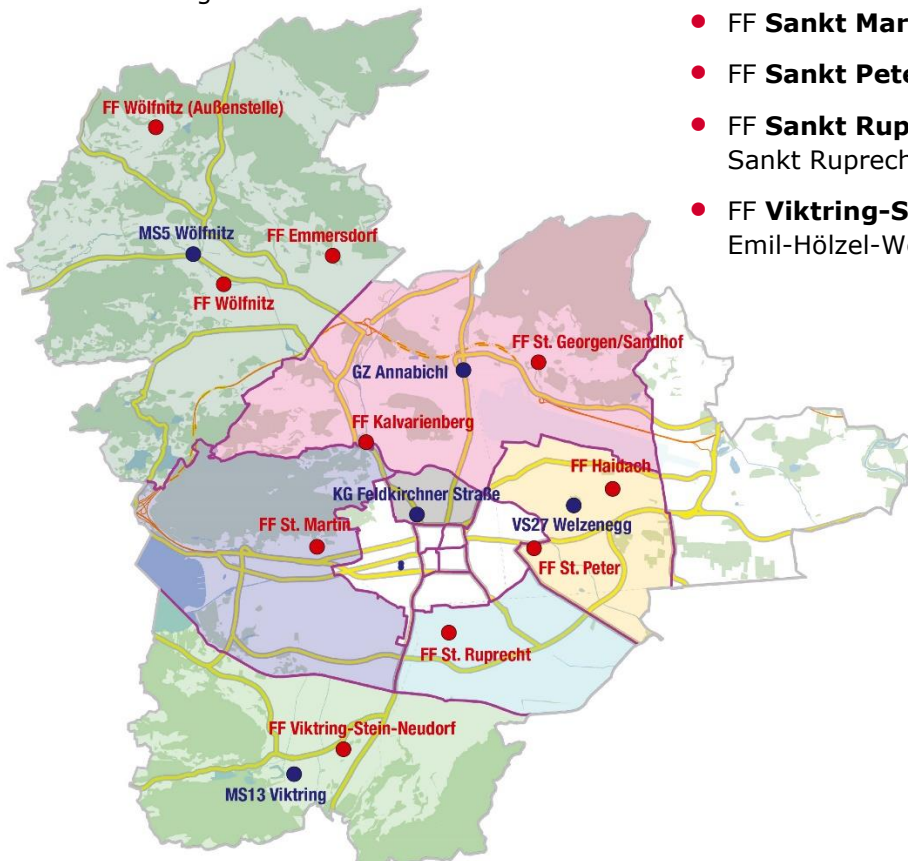 FF Sankt Mar
FF Sankt Pete
FF Sankt Rup
Sankt Ruprech
FF Viktring-S
Emil-Hölzel-We
FF Wölfnitz (Außenstelle)
MS5 Wölfnitz
FF Emmersdorf
FF Wölfnitz
FF St. Georgen/Sandhof
GZ Annabichl
FF Kalvarienberg
FF Haidach
KG Feldkirchner Straße
FF St. Martin
VS27 Welzenegg
FF St. Peter
FF St. Ruprecht
FF Viktring-Stein-Neudorf
MS13 Viktring